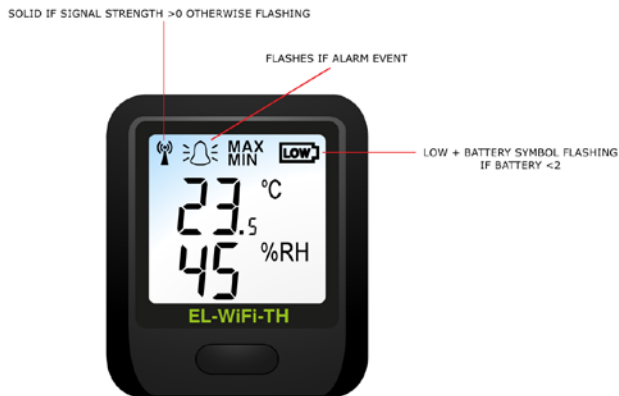 SOLID IF SIGNAL STRENGTH >0 OTHERWISE FLASHING
FLASHES IF ALARM EVENT
MAX
MIN
LOW
LOW + BATTERY SYMBOL FLASHING
IF BATTERY <2
23.5 °C
45 %RH
EL-WiFi-TH